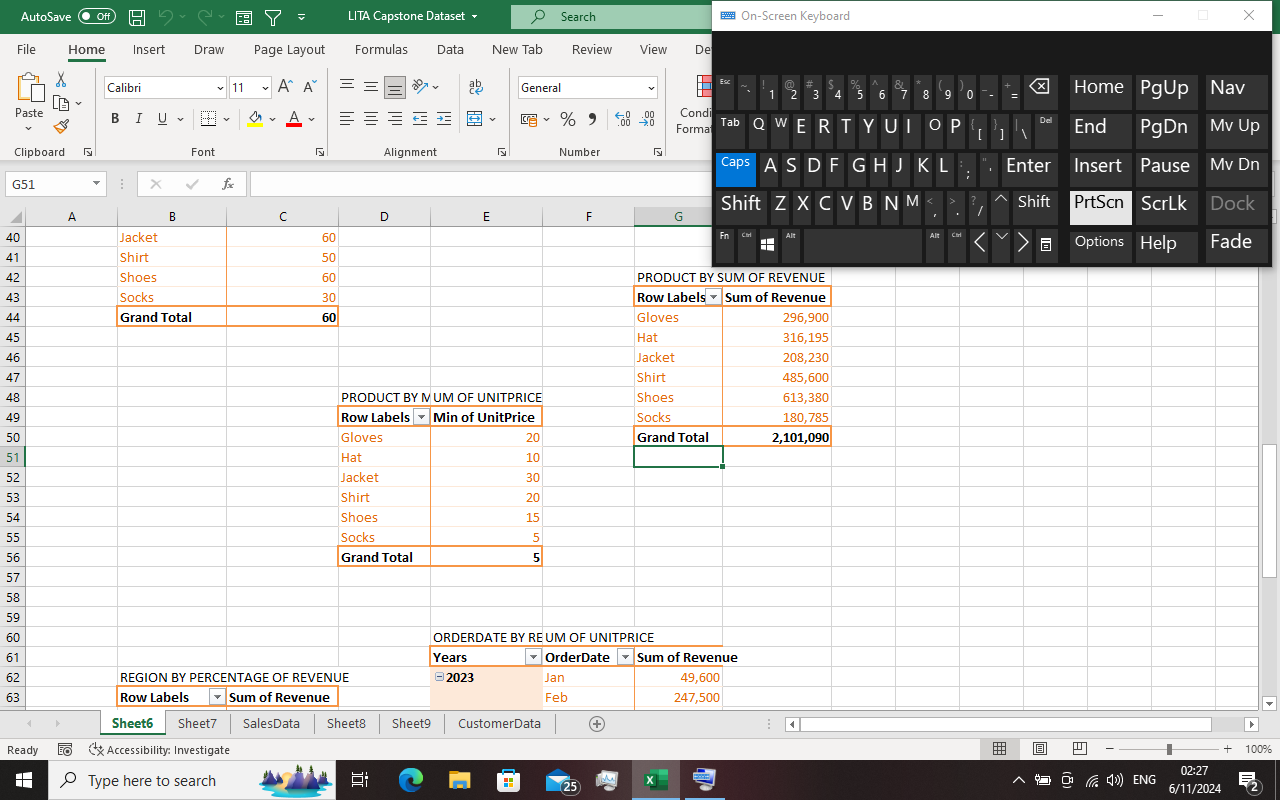 AutoSave Off LITA Capstone Dataset Search
On-Screen Keyboard
File Home Insert Draw Page Layout Formulas Data New Tab Review View De
Paste
Calibri 11
B I U
General
Condi
Format
Clipboard Font Alignment Number
Esc ~ ` ! 1 @ 2 # 3 $ 4 % 5 ^ 6 & 7 * 8 ( 9 ) 0 _ - + = Home PgUp Nav
Tab Q W E R T Y U I O P { [ } ] | \ Del End PgDn Mv Up
Caps A S D F G H J K L : ; " ' Enter Insert Pause Mv Dn
Shift Z X C V B N M < , > . ? / Shift PrtScn ScrLk Dock
Fn Ctrl Alt Alt Ctrl Options Help Fade
G51 fx
A B C D E F G
40 Jacket 60
41 Shirt 50
42 Shoes 60 PRODUCT BY SUM OF REVENUE
43 Socks 30 Row Labels Sum of Revenue
44 Grand Total 60 Gloves 296,900
45 Hat 316,195
46 Jacket 208,230
47 Shirt 485,600
48 PRODUCT BY M UM OF UNITPRICE Shoes 613,380
49 Row Labels Min of UnitPrice Socks 180,785
50 Gloves 20 Grand Total 2,101,090
51 Hat 10
52 Jacket 30
53 Shirt 20
54 Shoes 15
55 Socks 5
56 Grand Total 5
57
58
59
60 ORDERDATE BY RE UM OF UNITPRICE
61 Years OrderDate Sum of Revenue
62 REGION BY PERCENTAGE OF REVENUE 2023 Jan 49,600
63 Row Labels Sum of Revenue Feb 247,500
Sheet6 Sheet7 SalesData Sheet8 Sheet9 CustomerData
Ready Accessibility: Investigate 100%
Type here to search 25 ENG 02:27
6/11/2024 2